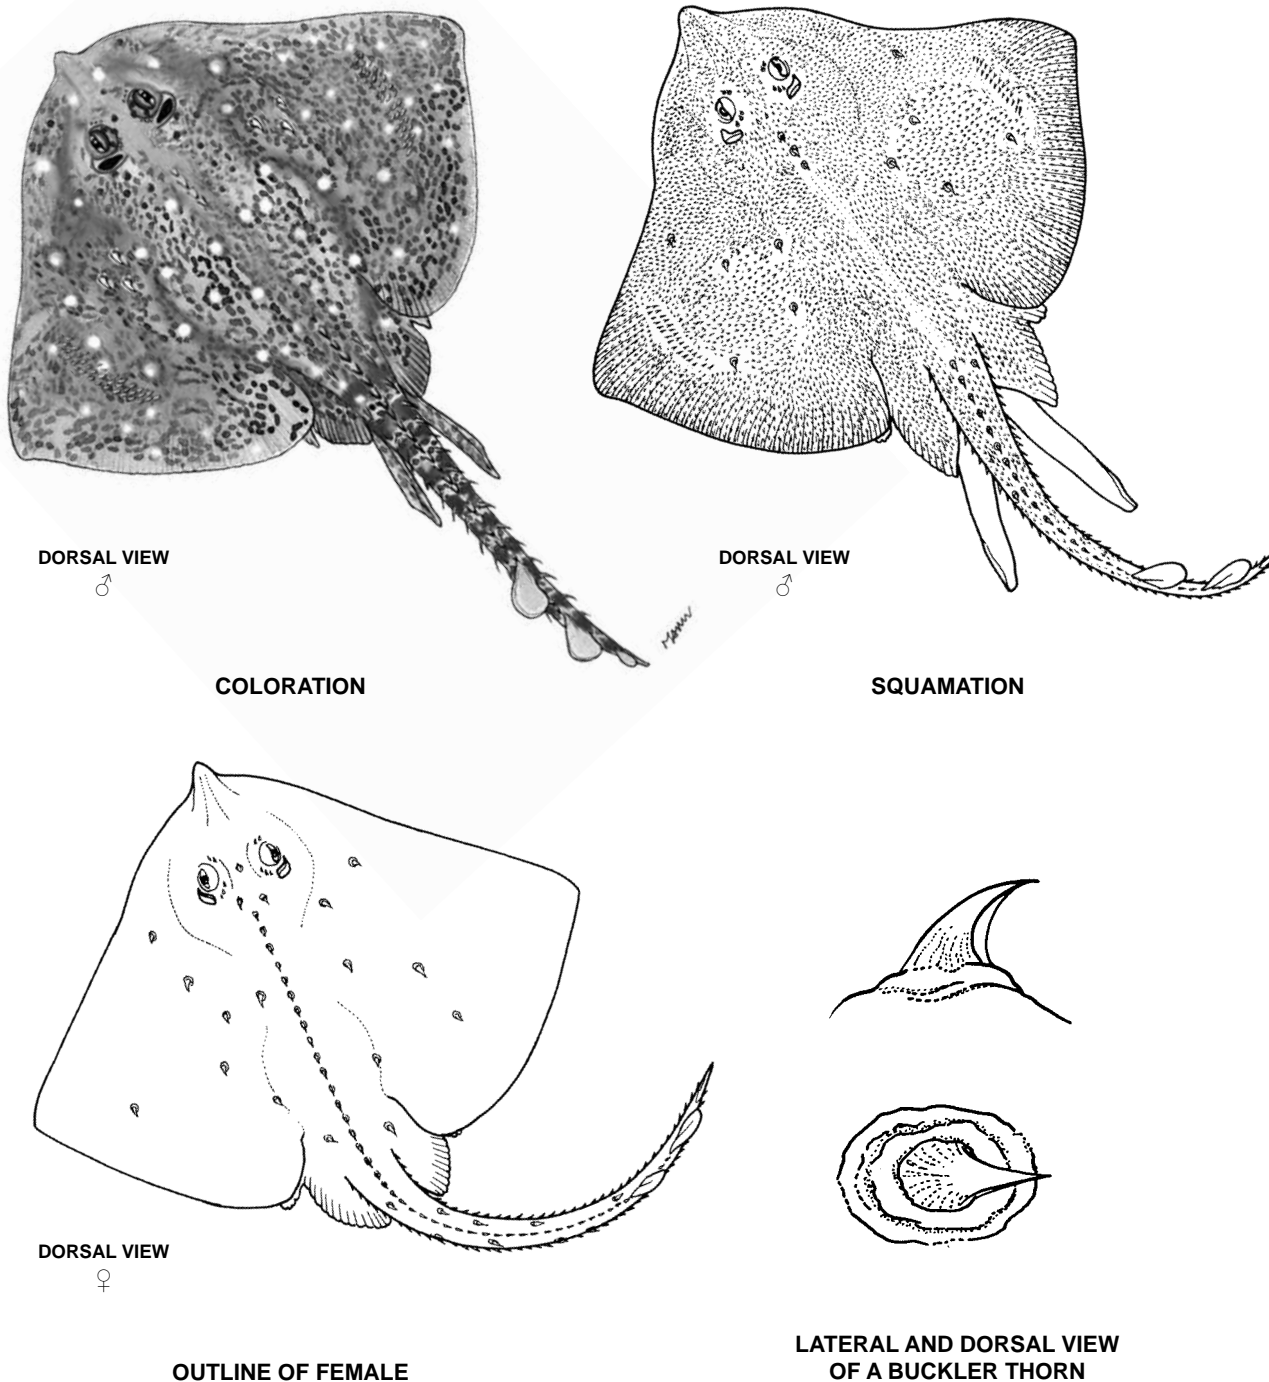 DORSAL VIEW
♂
DORSAL VIEW
♂
COLORATION
SQUAMATION
DORSAL VIEW
♀
OUTLINE OF FEMALE
LATERAL AND DORSAL VIEW
OF A BUCKLER THORN